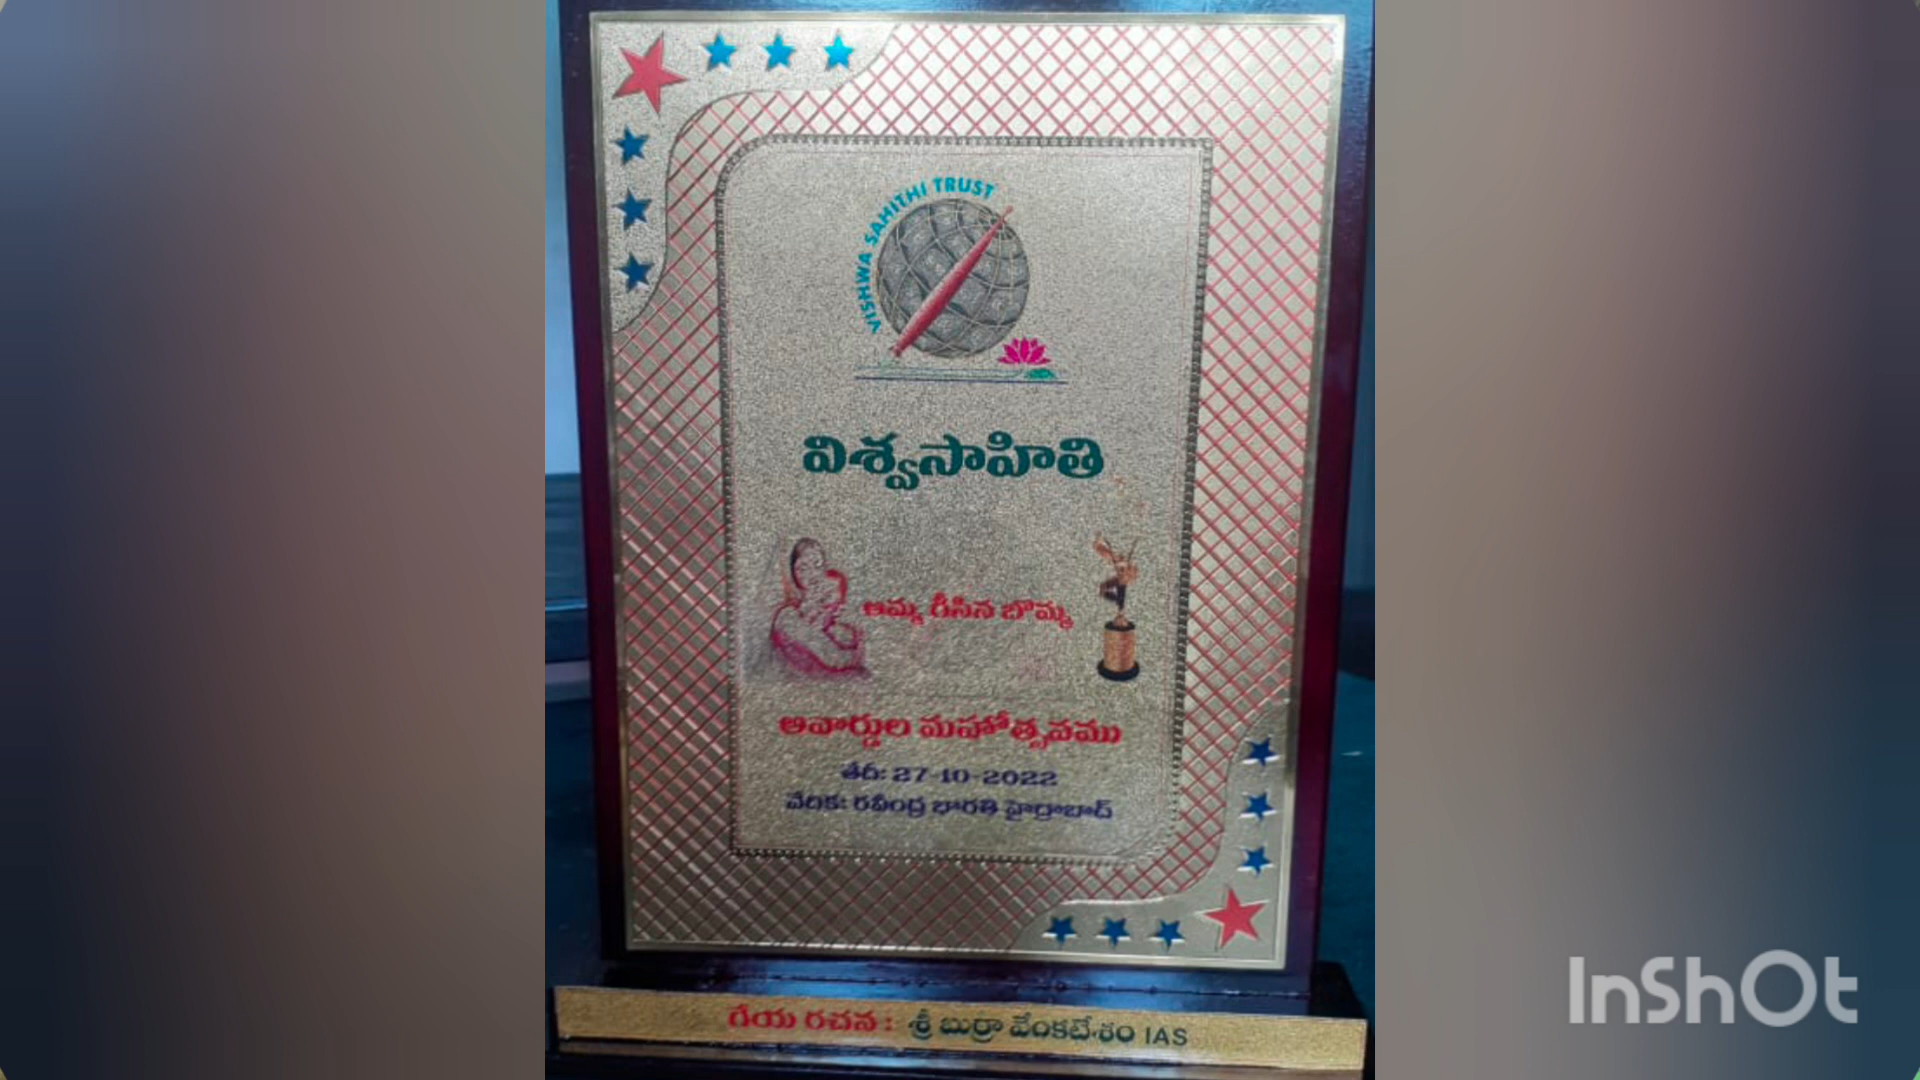 VISHWA SAHITHI TRUST
విశ్వసాహితి
అమ్మ గీసిన బొమ్మ
అవార్డుల మహోత్సవము
తేది: 27-10-2022
వేదిక: రవీంద్ర భారతి హైద్రాబాద్
గేయ రచన : శ్రీ బుర్రా వేంకటేశం IAS
InShOt